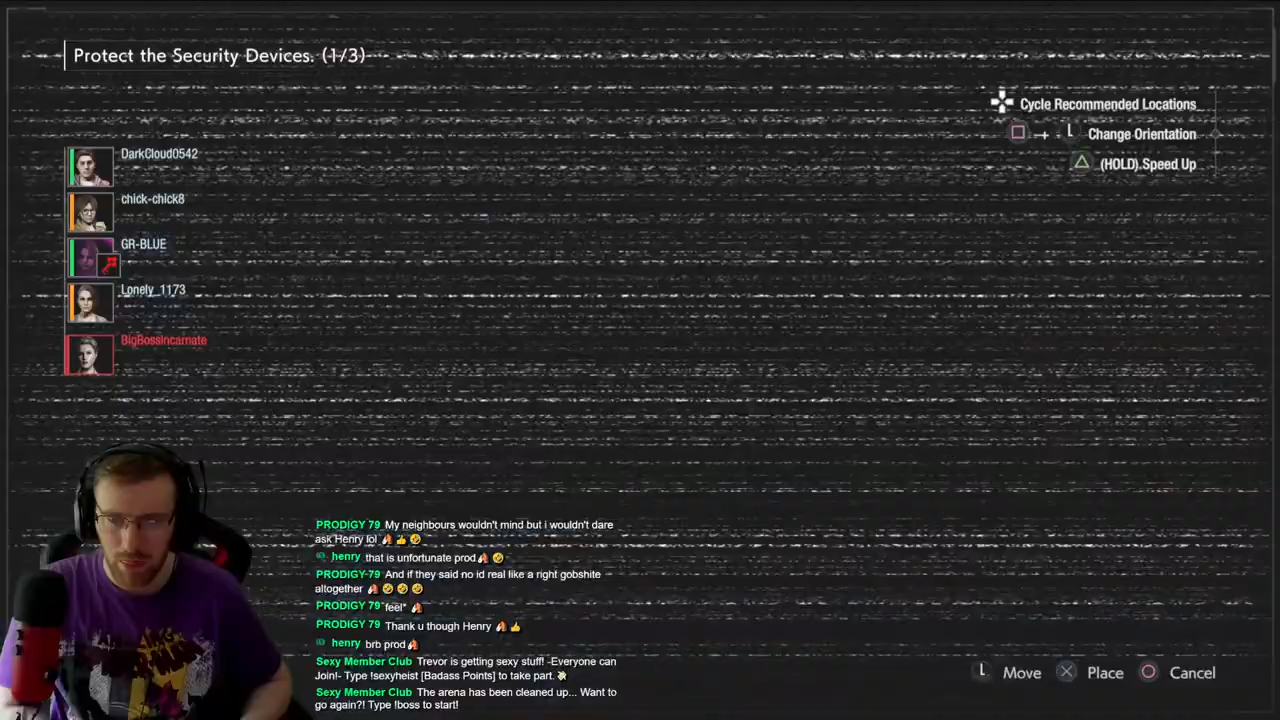 Protect the Security Devices. (1/3)
Cycle Recommended Locations
+ L Change Orientation
(HOLD) Speed Up
DarkCloud0542
chick-chick8
GR-BLUE
Lonely_1173
BigBossIncarnate
PRODIGY 79 My neighbours wouldn't mind but i wouldn't dare
ask Henry lol
henry that is unfortunate prod
PRODIGY 79 And if they said no id real like a right gobshite
altogether
PRODIGY 79 *feel*
PRODIGY 79 Thank u though Henry
henry brb prod
Sexy Member Club Trevor is getting sexy stuff! -Everyone can
Join!- Type !sexyheist [Badass Points] to take part.
Sexy Member Club The arena has been cleaned up... Want to
go again?! Type !boss to start!
L Move Place Cancel